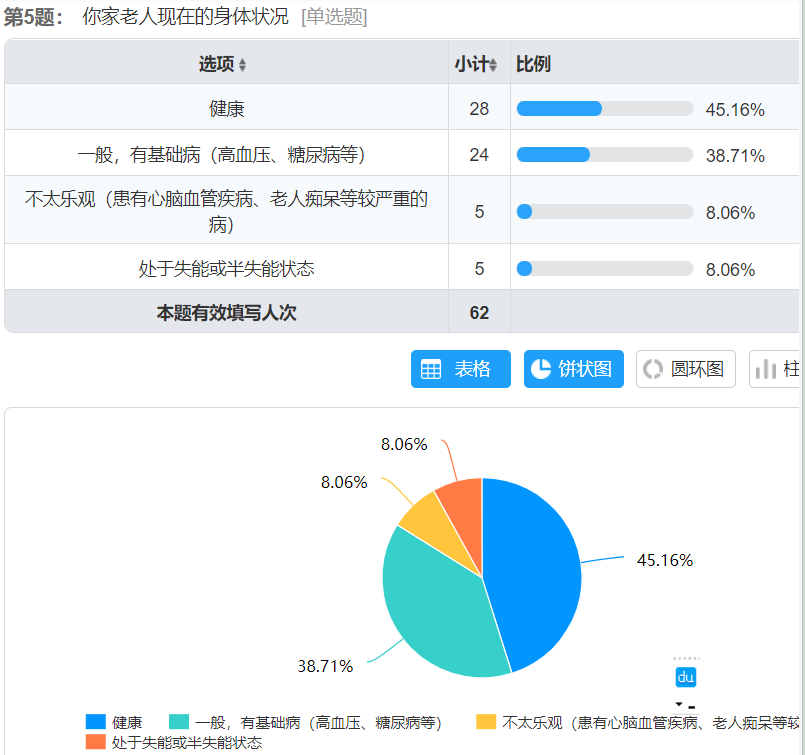 第5题： 你家老人现在的身体状况 [单选题]
选项 小计 比例
健康 28 45.16%
一般，有基础病（高血压、糖尿病等） 24 38.71%
不太乐观（患有心脑血管疾病、老人痴呆等较严重的
病） 5 8.06%
处于失能或半失能状态 5 8.06%
本题有效填写人次 62
表格 饼状图 圆环图 柱
8.06%
8.06%
45.16%
38.71%
du
健康 一般，有基础病（高血压、糖尿病等） 不太乐观（患有心脑血管疾病、老人痴呆等较
处于失能或半失能状态